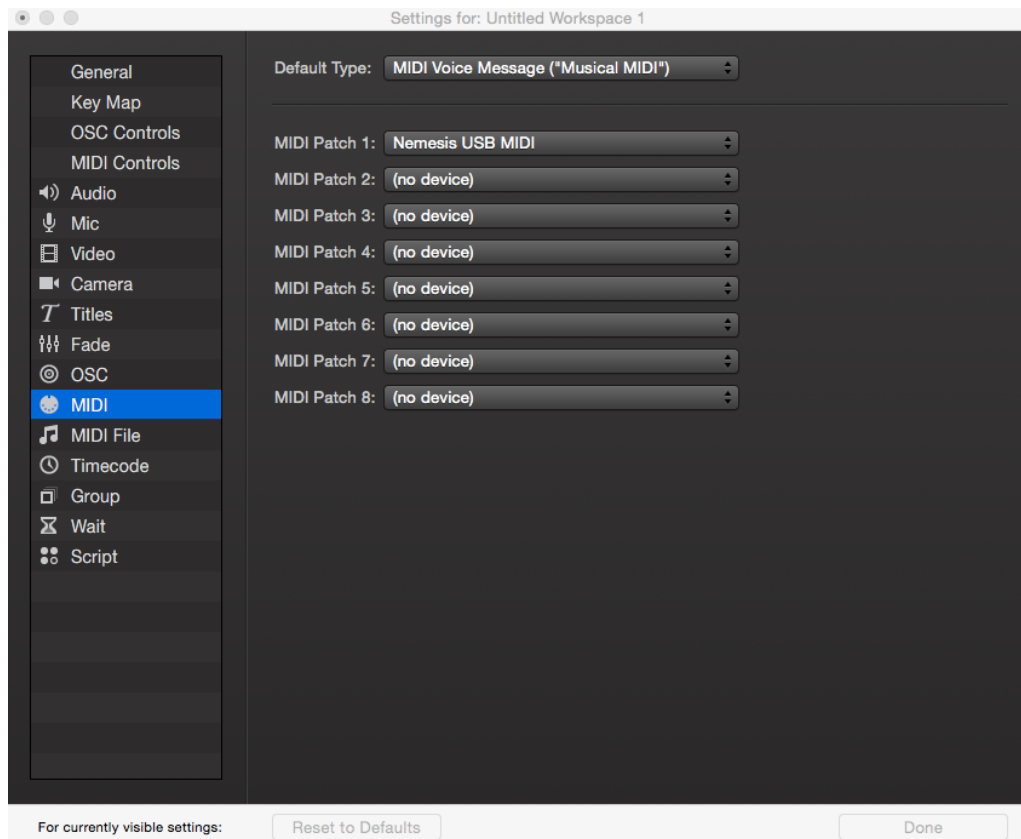 Settings for: Untitled Workspace 1
General
Key Map
OSC Controls
MIDI Controls
Audio
Mic
Video
Camera
Titles
Fade
OSC
MIDI
MIDI File
Timecode
Group
Wait
Script
Default Type: MIDI Voice Message ("Musical MIDI")
MIDI Patch 1: Nemesis USB MIDI
MIDI Patch 2: (no device)
MIDI Patch 3: (no device)
MIDI Patch 4: (no device)
MIDI Patch 5: (no device)
MIDI Patch 6: (no device)
MIDI Patch 7: (no device)
MIDI Patch 8: (no device)
For currently visible settings: Reset to Defaults Done